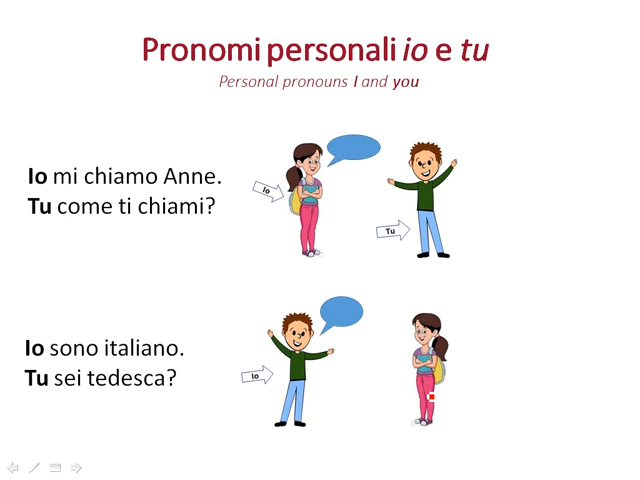 Pronomi personali io e tu
Personal pronouns I and you
Io mi chiamo Anne.
Tu come ti chiami?
Io
Tu
Io sono italiano.
Tu sei tedesca?
Io